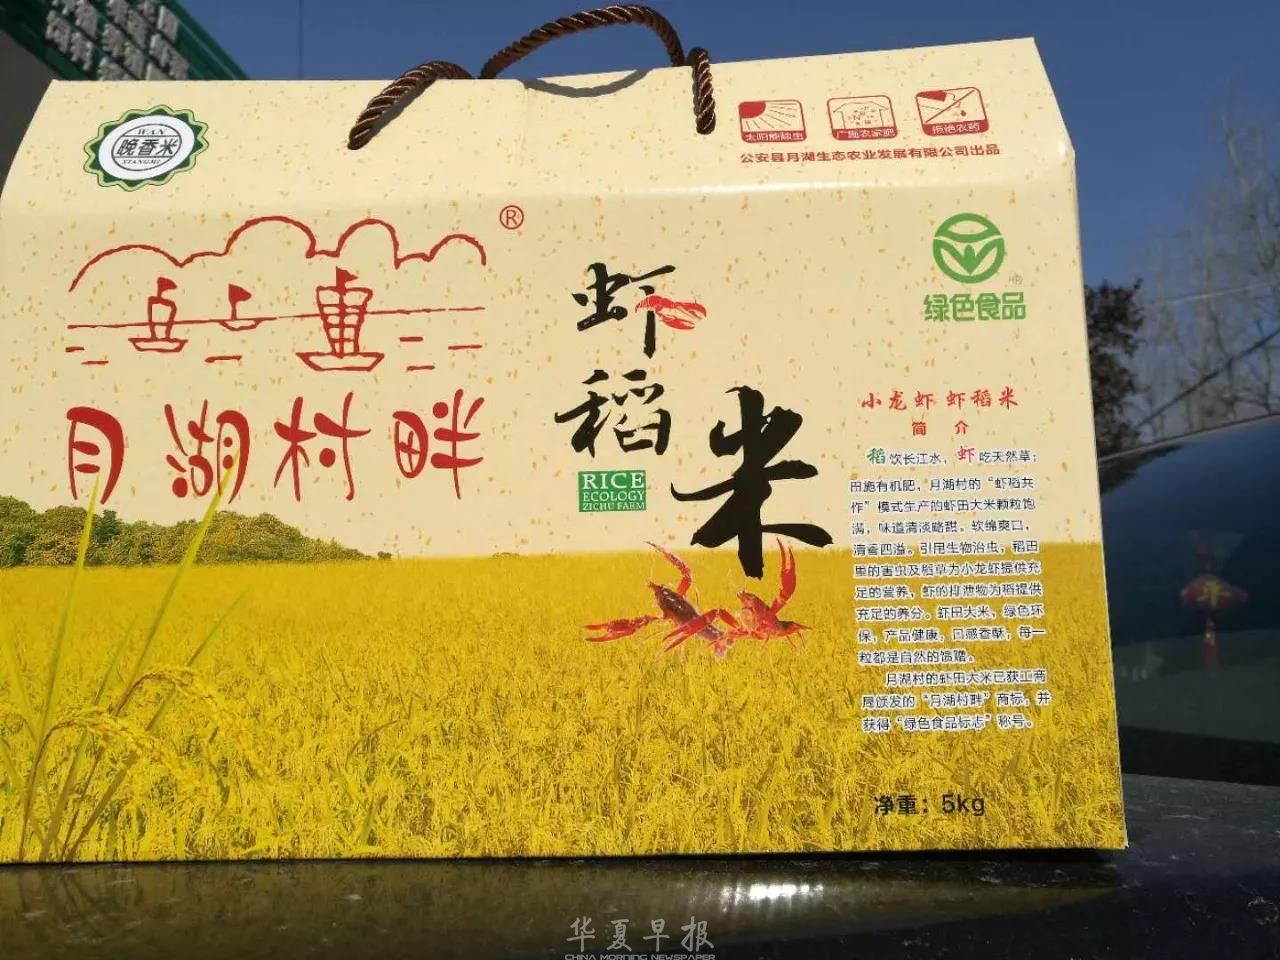 WAN
晚香米
XIANGMI
太阳能除虫
广施农家肥
拒绝农药
公安县月湖生态农业发展有限公司出品
®
月湖村畔
虾
稻
米
RICE
ECOLOGY
ZICHU FARM
绿色食品
小龙虾 虾稻米
简 介
稻饮长江水，虾吃天然草；
田施有机肥，月湖村的“虾稻共
作”模式生产的虾田大米颗粒饱
满，味道清淡略甜。软绵爽口，
清香四溢。引用生物治虫，稻田
里的害虫及稻草为小龙虾提供充
足的营养，虾的排泄物为稻提供
充足的养分。虾田大米，绿色环
保，产品健康，口感香酥，每一
粒都是自然的馈赠。
月湖村的虾田大米已获工商
局颁发的“月湖村畔”商标，并
获得“绿色食品标志”称号。
净重：5kg
华夏早报
CHINA MORNING NEWSPAPER